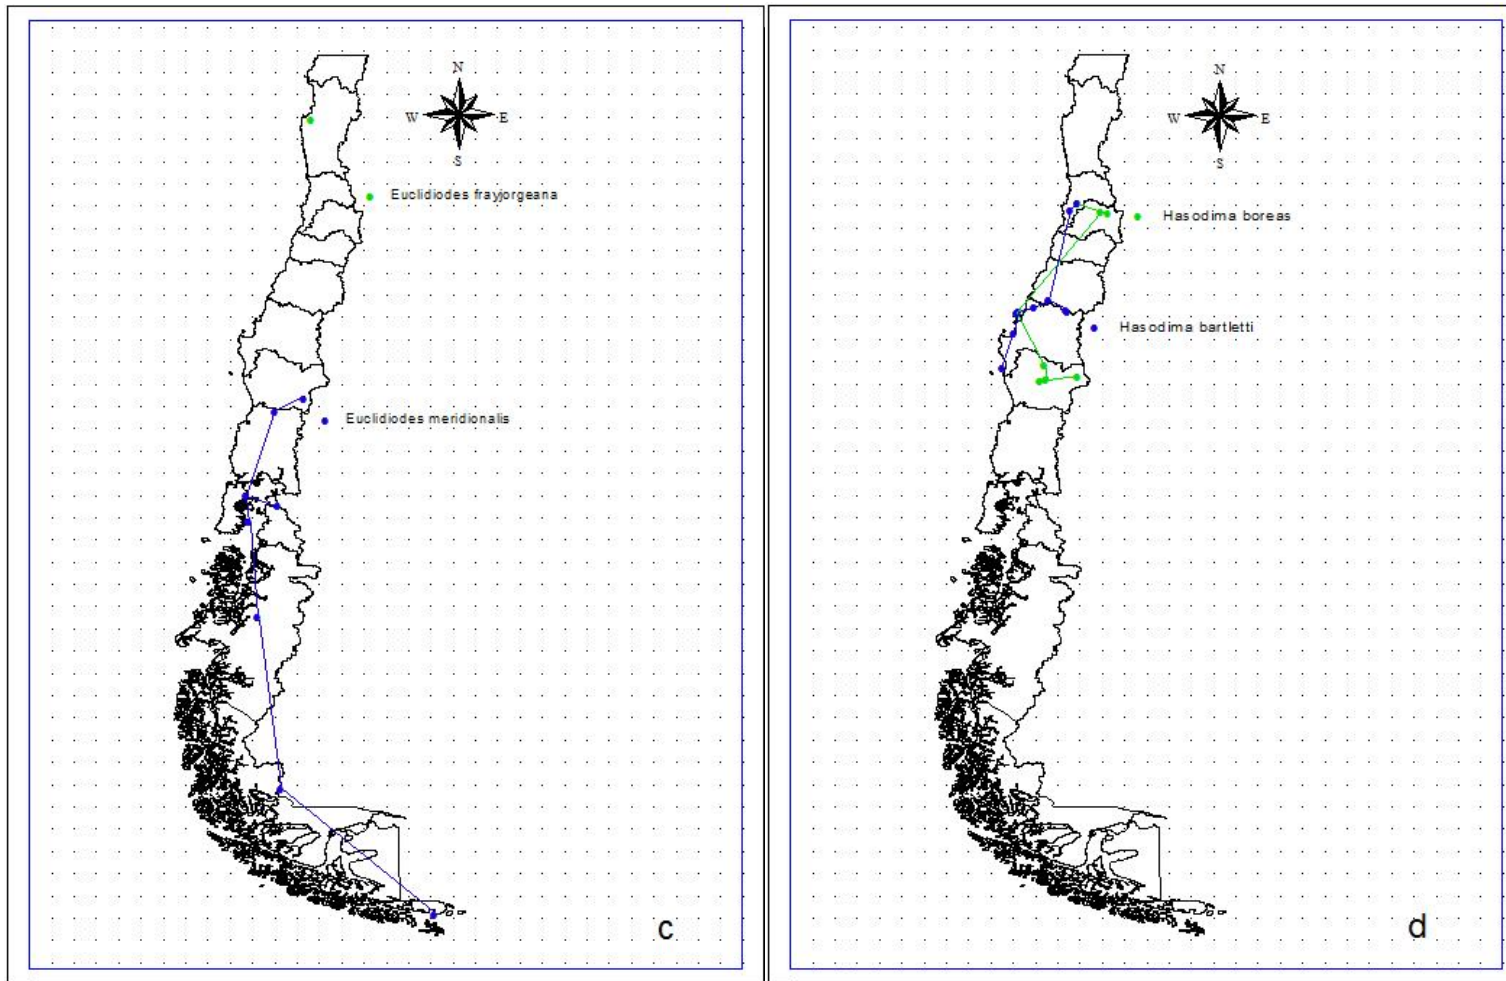 N
W E
S
Euclidiodes frayjorgeana
Euclidiodes meridionalis
c
N
W E
S
Hasodima boreas
Hasodima bartletti
d